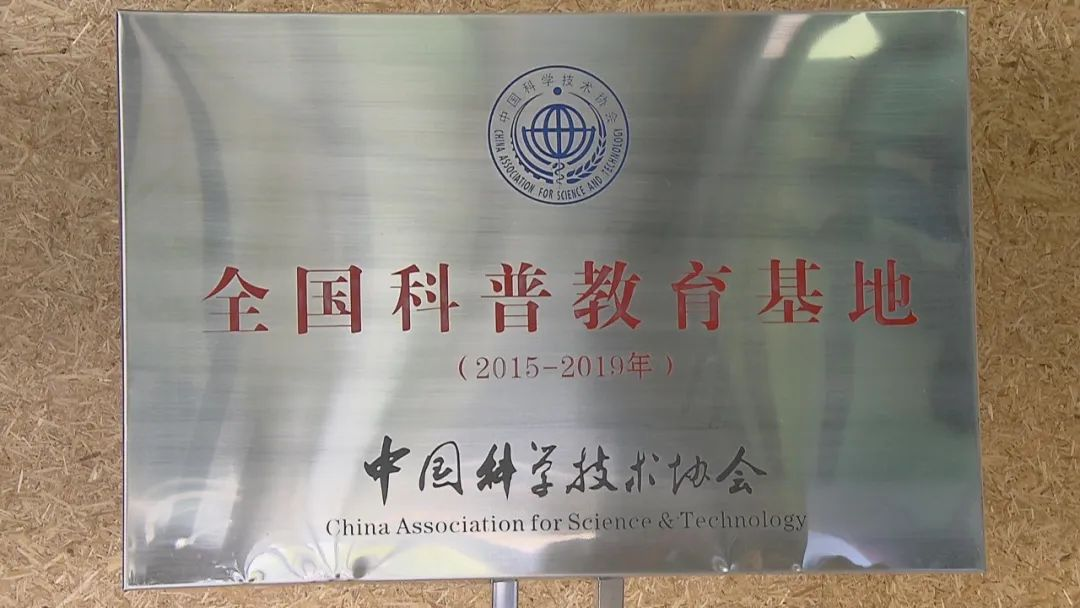 中国科学技术协会
CHINA ASSOCIATION FOR SCIENCE AND TECHNOLOGY
全国科普教育基地
（2015-2019年）
中国科学技术协会
China Association for Science & Technology